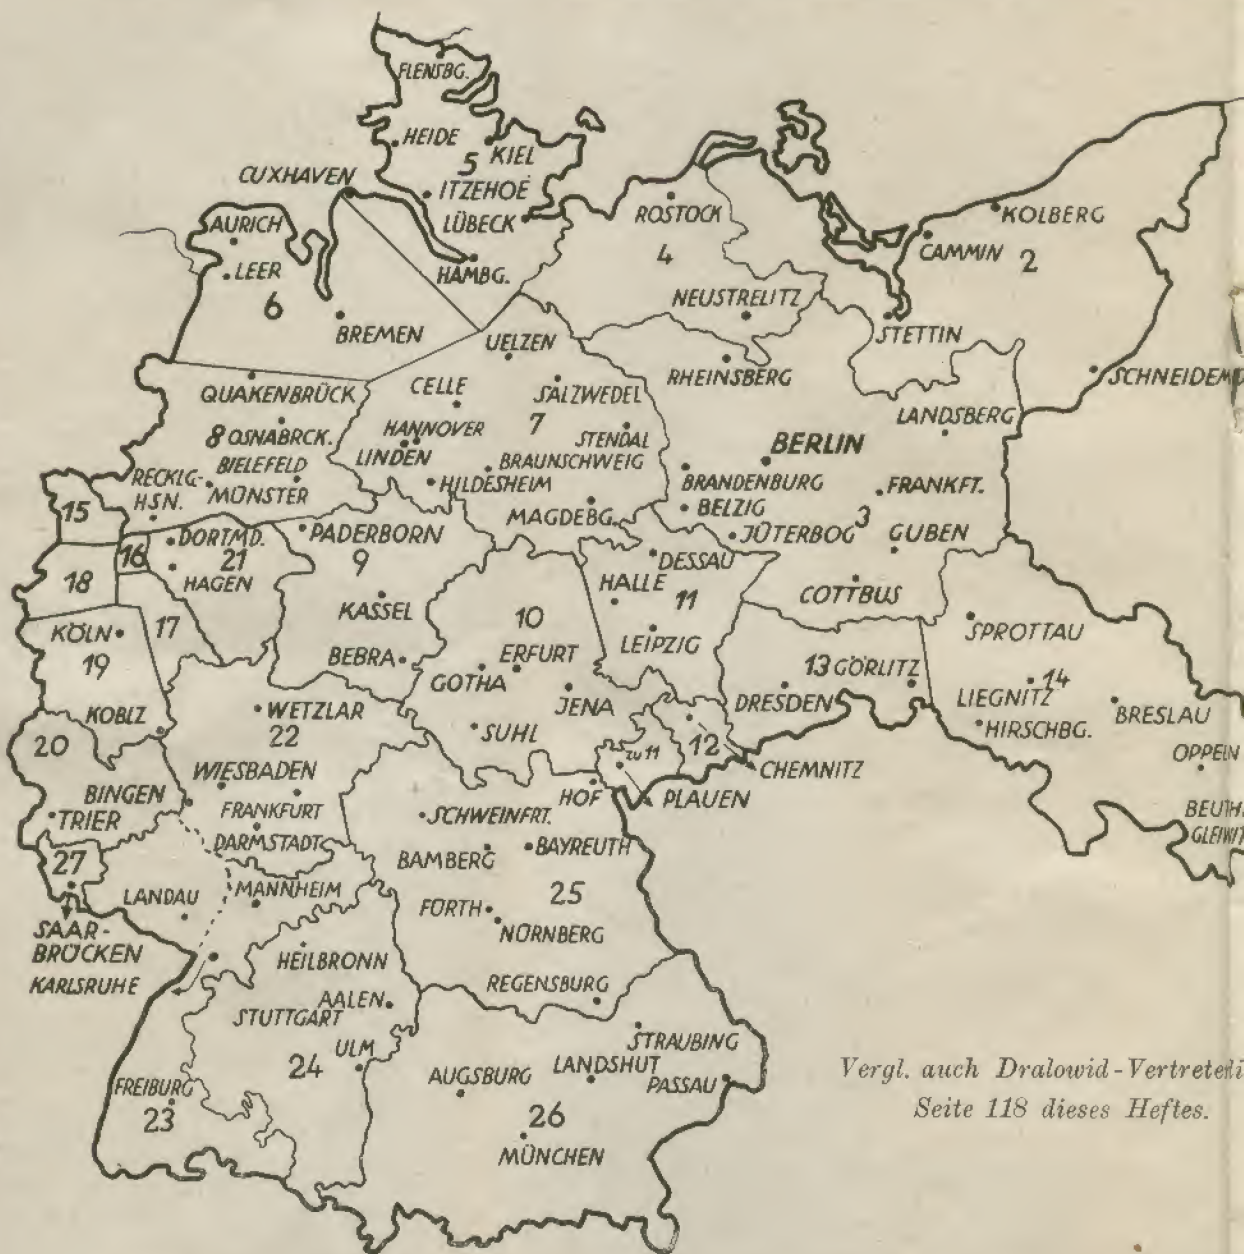 FLENSBG.
HEIDE
KIEL
5
CUXHAVEN
ITZEHOE
LÜBECK
ROSTOCK
KOLBERG
AURICH
CAMMIN
2
LEER
HAMBG.
4
6
NEUSTRELITZ
BREMEN
STETTIN
UELZEN
RHEINSBERG
SCHNEIDEM
QUAKENBRÜCK
CELLE
SALZWEDEL
LANDSBERG
8 OSNABRCK.
HANNOVER
7
STENDAL
BERLIN
LINDEN
BRAUNSCHWEIG
RECKLG-
HSN.
BIELEFELD
MÜNSTER
HILDESHEIM
BRANDENBURG
FRANKFT.
BELZIG
3
15
MAGDEBG.
JÜTERBOG
GUBEN
DORTMD.
PADERBORN
16
21
9
DESSAU
18
HAGEN
HALLE
11
COTTBUS
KASSEL
10
SPROTTAU
KÖLN
17
LEIPZIG
19
BEBRA
ERFURT
GOTHA
13
GÖRLITZ
14
LIEGNITZ
JENA
DRESDEN
BRESLAU
KOBLZ
WETZLAR
SUHL
HIRSCHBG.
20
22
zu 11
12
OPPELN
CHEMNITZ
WIESBADEN
BINGEN
HOF
PLAUEN
TRIER
FRANKFURT
SCHWEINFRT.
BEUTH
DARMSTADT
GLEIWIT
27
BAMBERG
BAYREUTH
LANDAU
MANNHEIM
25
FÜRTH
SAAR-
BRÜCKEN
NÜRNBERG
KARLSRUHE
HEILBRONN
REGENSBURG
AALEN
STUTTGART
STRAUBING
ULM
24
LANDSHUT
AUGSBURG
PASSAU
FREIBURG
23
26
MÜNCHEN
Vergl. auch Dralowid-Vertreterli
Seite 118 dieses Heftes.